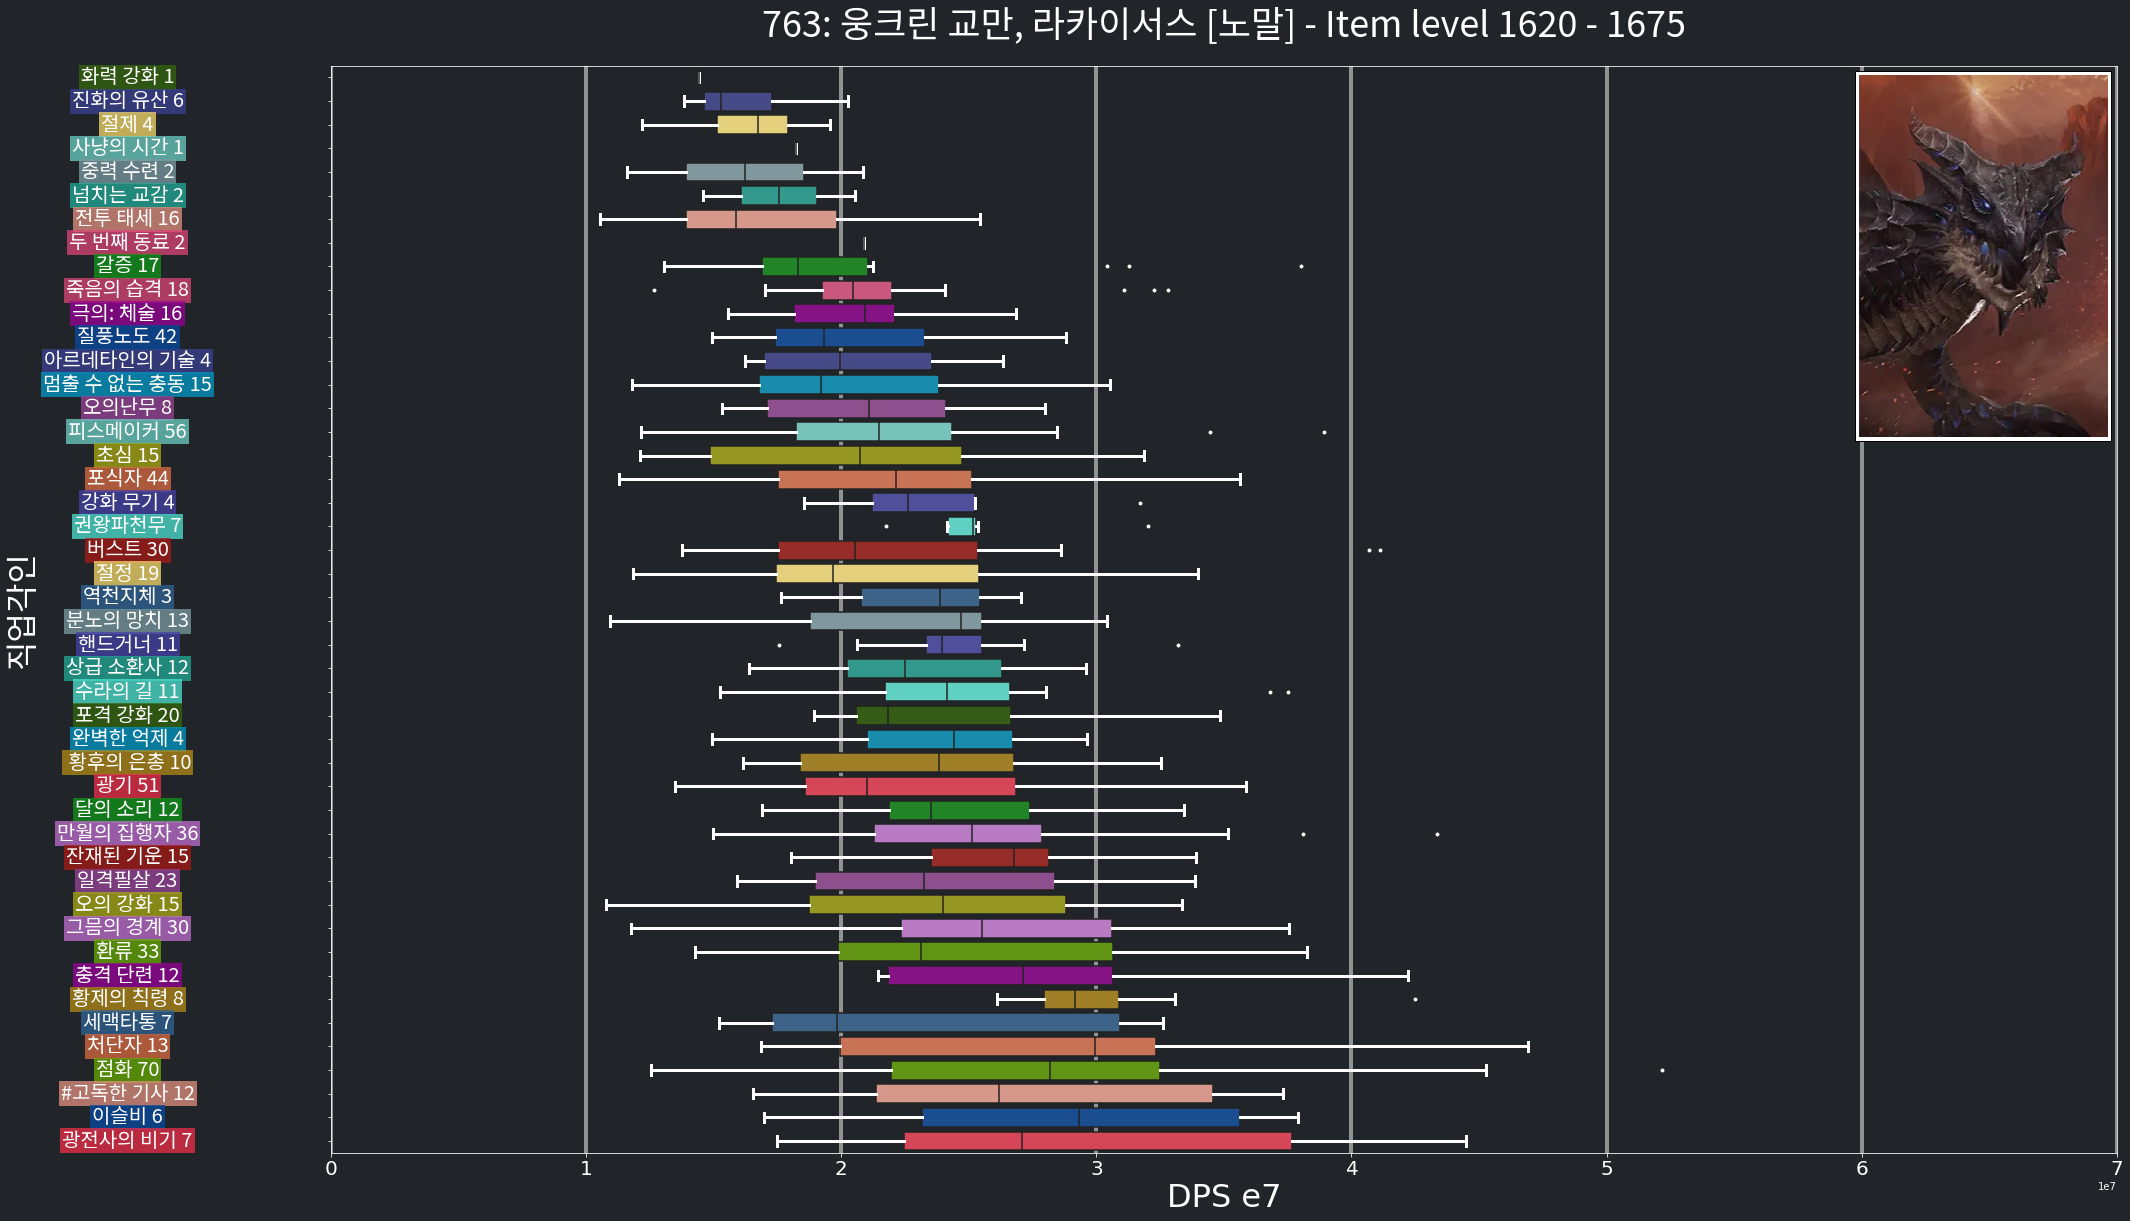 763: 웅크린 교만, 라카이서스 [노말] - Item level 1620 - 1675
화력 강화 1
진화의 유산 6
절제 4
사냥의 시간 1
중력 수련 2
넘치는 교감 2
전투 태세 16
두 번째 동료 2
갈증 17
죽음의 습격 18
극의: 체술 16
질풍노도 42
아르데타인의 기술 4
멈출 수 없는 충동 15
오의난무 8
피스메이커 56
초심 15
포식자 44
강화 무기 4
권왕파천무 7
버스트 30
절정 19
역천지체 3
분노의 망치 13
핸드거너 11
상급 소환사 12
수라의 길 11
포격 강화 20
완벽한 억제 4
황후의 은총 10
광기 51
달의 소리 12
만월의 집행자 36
잔재된 기운 15
일격필살 23
오의 강화 15
그믐의 경계 30
환류 33
충격 단련 12
황제의 칙령 8
세맥타통 7
처단자 13
점화 70
#고독한 기사 12
이슬비 6
광전사의 비기 7
직업각인
0 1 2 3 4 5 6 7
1e7
DPS e7